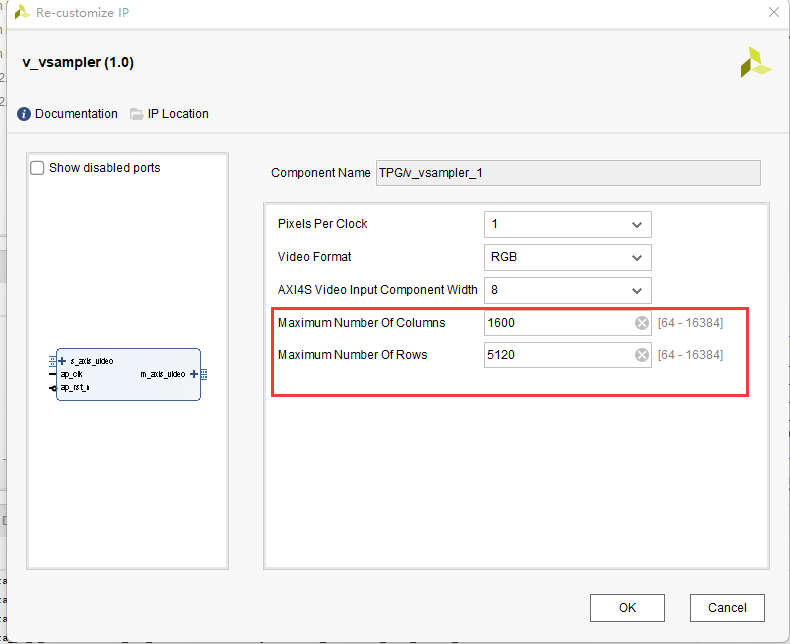 Re-customize IP
v_vsampler (1.0)
Documentation
IP Location
Show disabled ports
Component Name TPG/v_vsampler_1
Pixels Per Clock 1
Video Format RGB
AXI4S Video Input Component Width 8
Maximum Number Of Columns 1600 [64 - 16384]
Maximum Number Of Rows 5120 [64 - 16384]
s_axis_video
ap_clk m_axis_video
ap_rst_n
OK Cancel